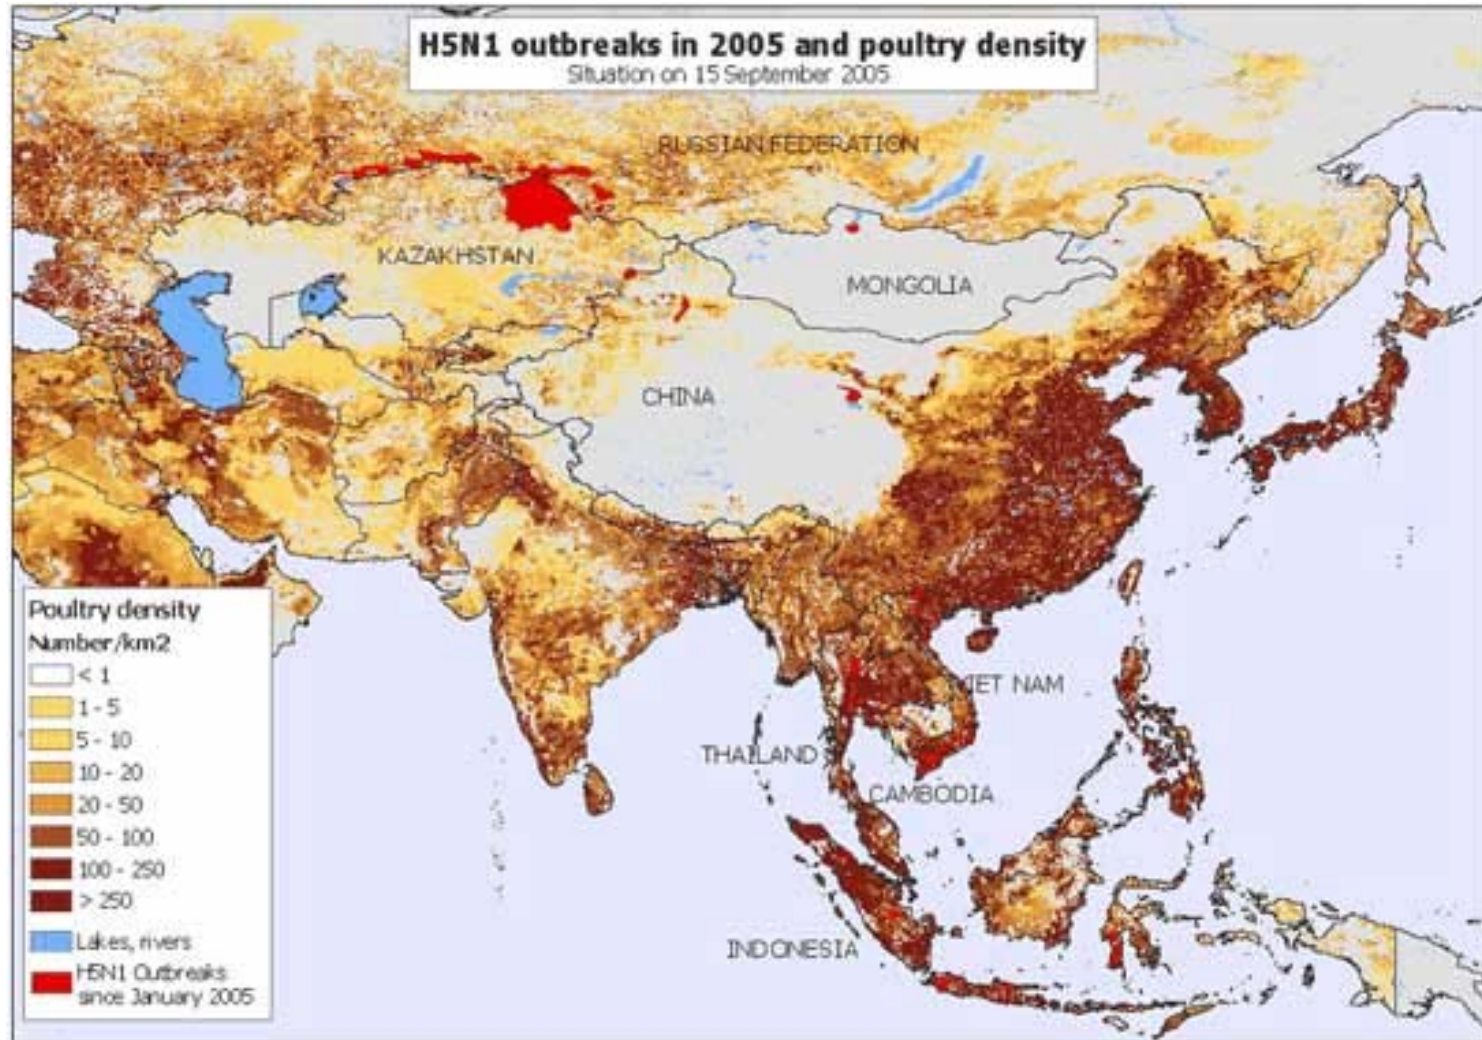 H5N1 outbreaks in 2005 and poultry density
Situation on 15 September 2005
RUSSIAN FEDERATION
KAZAKHSTAN
MONGOLIA
CHINA
VIET NAM
THAILAND
CAMBODIA
INDONESIA
Poultry density
Number/km2
< 1
1 - 5
5 - 10
10 - 20
20 - 50
50 - 100
100 - 250
> 250
Lakes, rivers
H5N1 Outbreaks
since January 2005